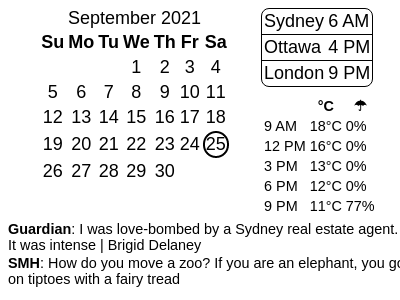 September 2021
Su Mo Tu We Th Fr Sa
1 2 3 4
5 6 7 8 9 10 11
12 13 14 15 16 17 18
19 20 21 22 23 24 25
26 27 28 29 30
Sydney 6 AM
Ottawa 4 PM
London 9 PM
°C ☂
9 AM 18°C 0%
12 PM 16°C 0%
3 PM 13°C 0%
6 PM 12°C 0%
9 PM 11°C 77%
Guardian: I was love-bombed by a Sydney real estate agent.
It was intense | Brigid Delaney
SMH: How do you move a zoo? If you are an elephant, you go
on tiptoes with a fairy tread